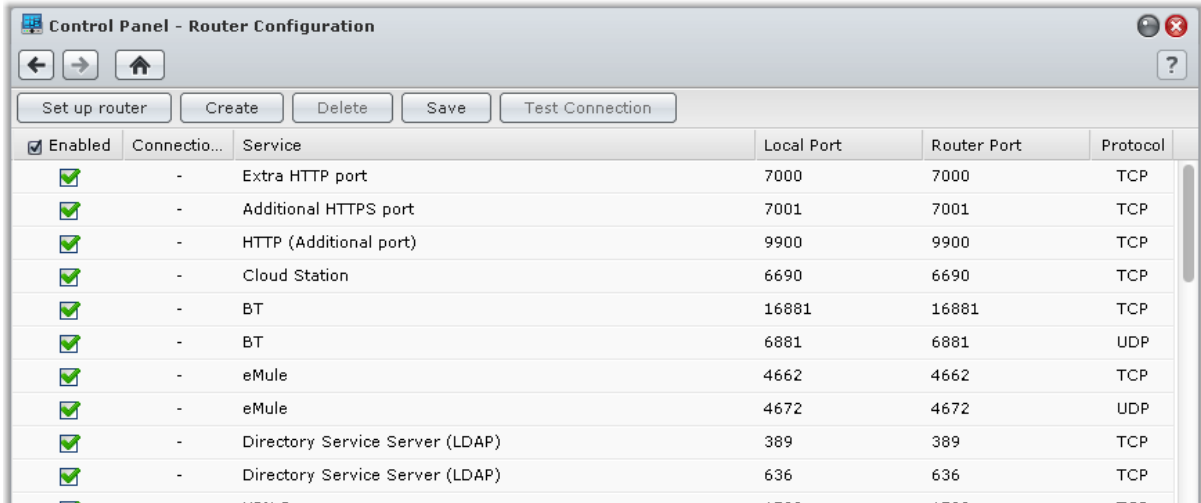 Control Panel - Router Configuration
?
Set up router Create Delete Save Test Connection
Enabled Connectio... Service Local Port Router Port Protocol
- Extra HTTP port 7000 7000 TCP
- Additional HTTPS port 7001 7001 TCP
- HTTP (Additional port) 9900 9900 TCP
- Cloud Station 6690 6690 TCP
- BT 16881 16881 TCP
- BT 6881 6881 UDP
- eMule 4662 4662 TCP
- eMule 4672 4672 UDP
- Directory Service Server (LDAP) 389 389 TCP
- Directory Service Server (LDAP) 636 636 TCP